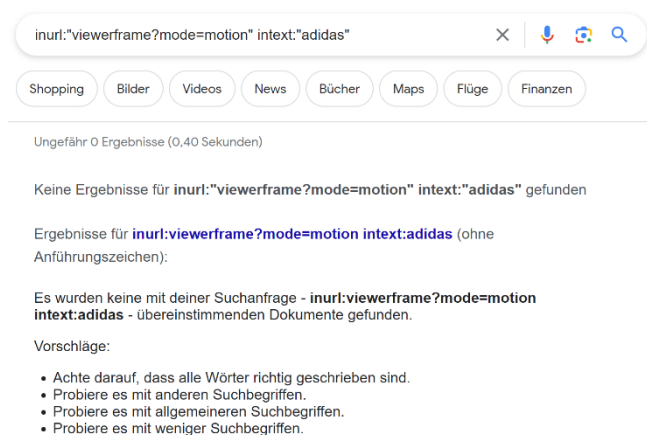 inurl:"viewerframe?mode=motion" intext:"adidas"
Shopping Bilder Videos News Bücher Maps Flüge Finanzen
Ungefähr 0 Ergebnisse (0,40 Sekunden)
Keine Ergebnisse für inurl:"viewerframe?mode=motion" intext:"adidas" gefunden
Ergebnisse für inurl:viewerframe?mode=motion intext:adidas (ohne
Anführungszeichen):
Es wurden keine mit deiner Suchanfrage - inurl:viewerframe?mode=motion
intext:adidas - übereinstimmenden Dokumente gefunden.
Vorschläge:
• Achte darauf, dass alle Wörter richtig geschrieben sind.
• Probiere es mit anderen Suchbegriffen.
• Probiere es mit allgemeineren Suchbegriffen.
• Probiere es mit weniger Suchbegriffen.